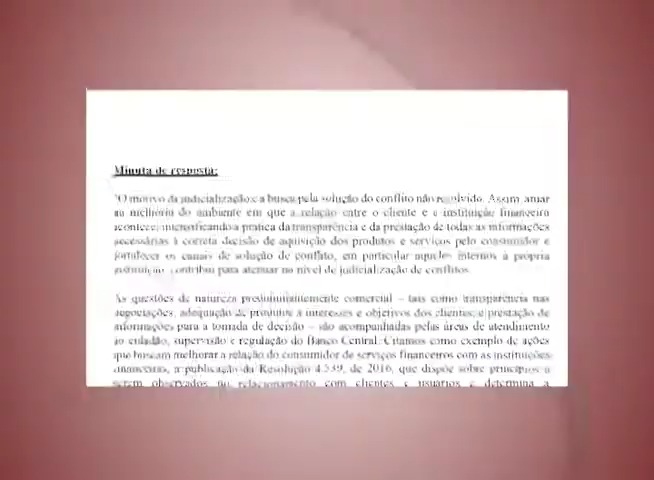 Minuta de resposta:
"O motivo da judicialização é a busca pela solução do conflito não resolvido. Assim, atuar
na melhoria do ambiente em que a relação entre o cliente e a instituição financeira
acontece, intensificando a prática da transparência e da prestação de todas as informações
necessárias à correta decisão de aquisição dos produtos e serviços pelo consumidor e
fortalecer os canais de solução de conflito, em particular aqueles internos à própria
instituição, contribui para atenuar no nível de judicialização de conflitos.
As questões de natureza predominantemente comercial – tais como transparência nas
negociações, adequação de produtos a interesses e objetivos dos clientes, e prestação de
informações para a tomada de decisão – são acompanhadas pelas áreas de atendimento
ao cidadão, supervisão e regulação do Banco Central. Citamos como exemplo de ações
que buscam melhorar a relação do consumidor de serviços financeiros com as instituições
financeiras, a publicação da Resolução 4.539, de 2016, que dispõe sobre princípios a
serem observados no relacionamento com clientes e usuários e determina a